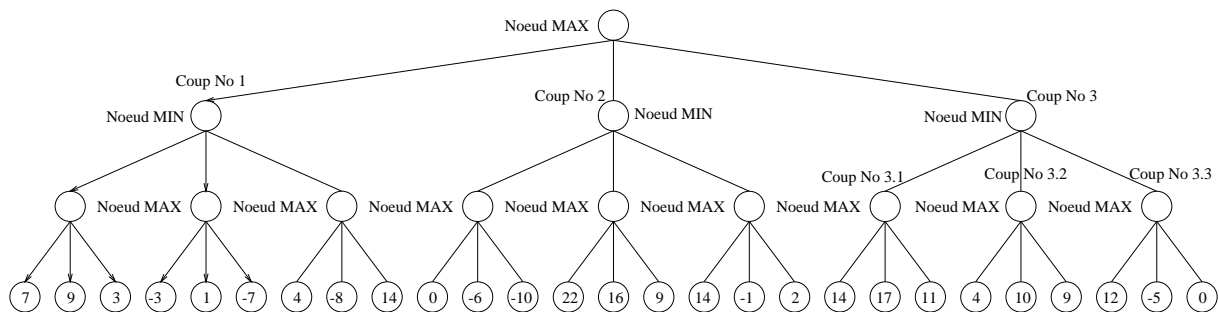 Noeud MAX
Coup No 1
Coup No 2
Coup No 3
Noeud MIN
Noeud MIN
Noeud MIN
Coup No 3.1
Coup No 3.2
Coup No 3.3
Noeud MAX
Noeud MAX
Noeud MAX
Noeud MAX
Noeud MAX
Noeud MAX
Noeud MAX
Noeud MAX
7 9 3 -3 1 -7 4 -8 14 0 -6 -10 22 16 9 14 -1 2 14 17 11 4 10 9 12 -5 0